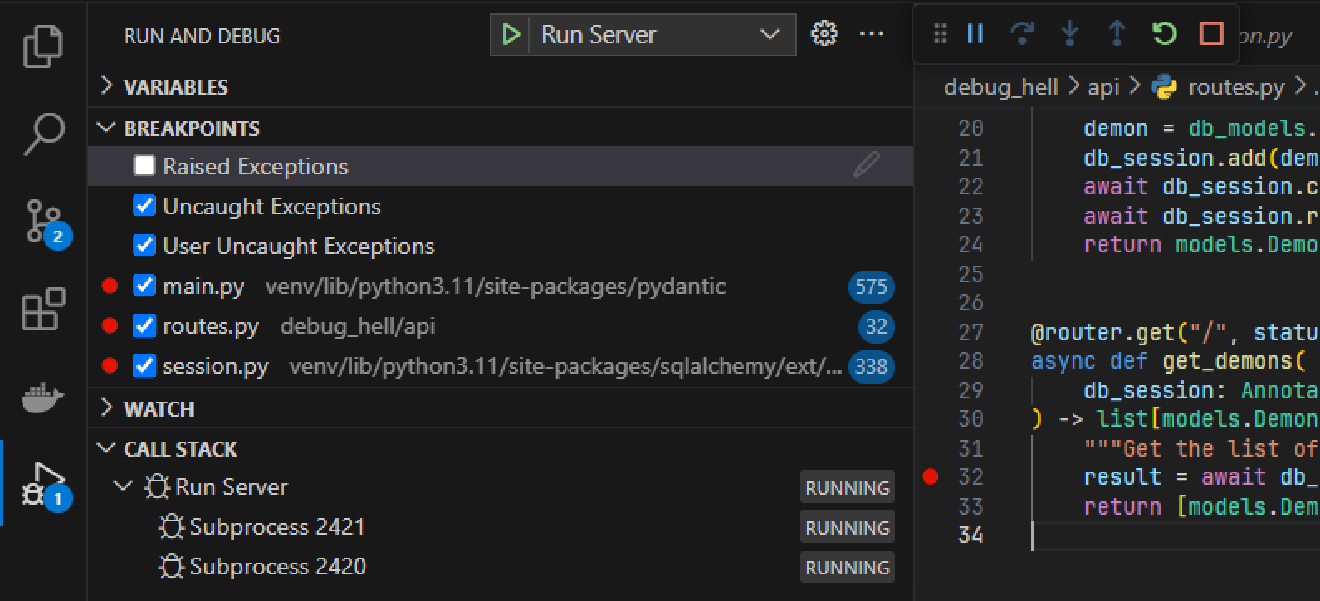 RUN AND DEBUG
Run Server
VARIABLES
BREAKPOINTS
Raised Exceptions
Uncaught Exceptions
User Uncaught Exceptions
main.py venv/lib/python3.11/site-packages/pydantic 575
routes.py debug_hell/api 32
session.py venv/lib/python3.11/site-packages/sqlalchemy/ext/... 338
WATCH
CALL STACK
Run Server RUNNING
Subprocess 2421 RUNNING
Subprocess 2420 RUNNING
2
1
on.py
debug_hell > api > routes.py > .
20 demon = db_models.
21 db_session.add(dem
22 await db_session.c
23 await db_session.r
24 return models.Demo
25
26
27 @router.get("/", statu
28 async def get_demons(
29 db_session: Annota
30 ) -> list[models.Demon
31 """Get the list of
32 result = await db_
33 return [models.Dem
34